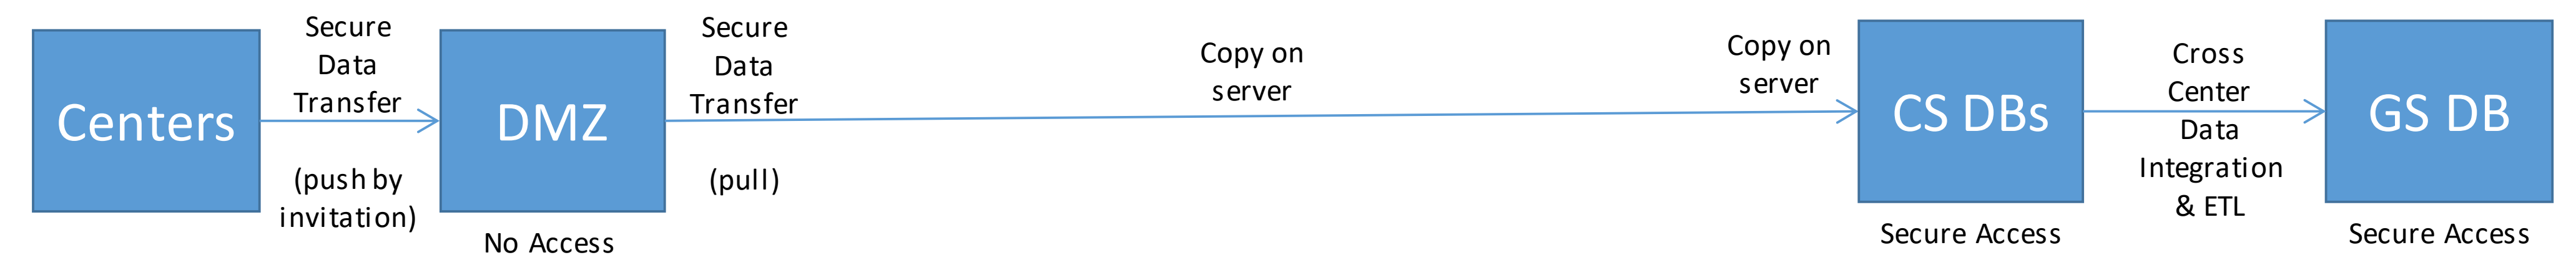 Centers
Secure
Data
Transfer
(push by
invitation)
DMZ
No Access
Secure
Data
Transfer
(pull)
Copy on
server
Copy on
server
CS DBs
Secure Access
Cross
Center
Data
Integration
& ETL
GS DB
Secure Access